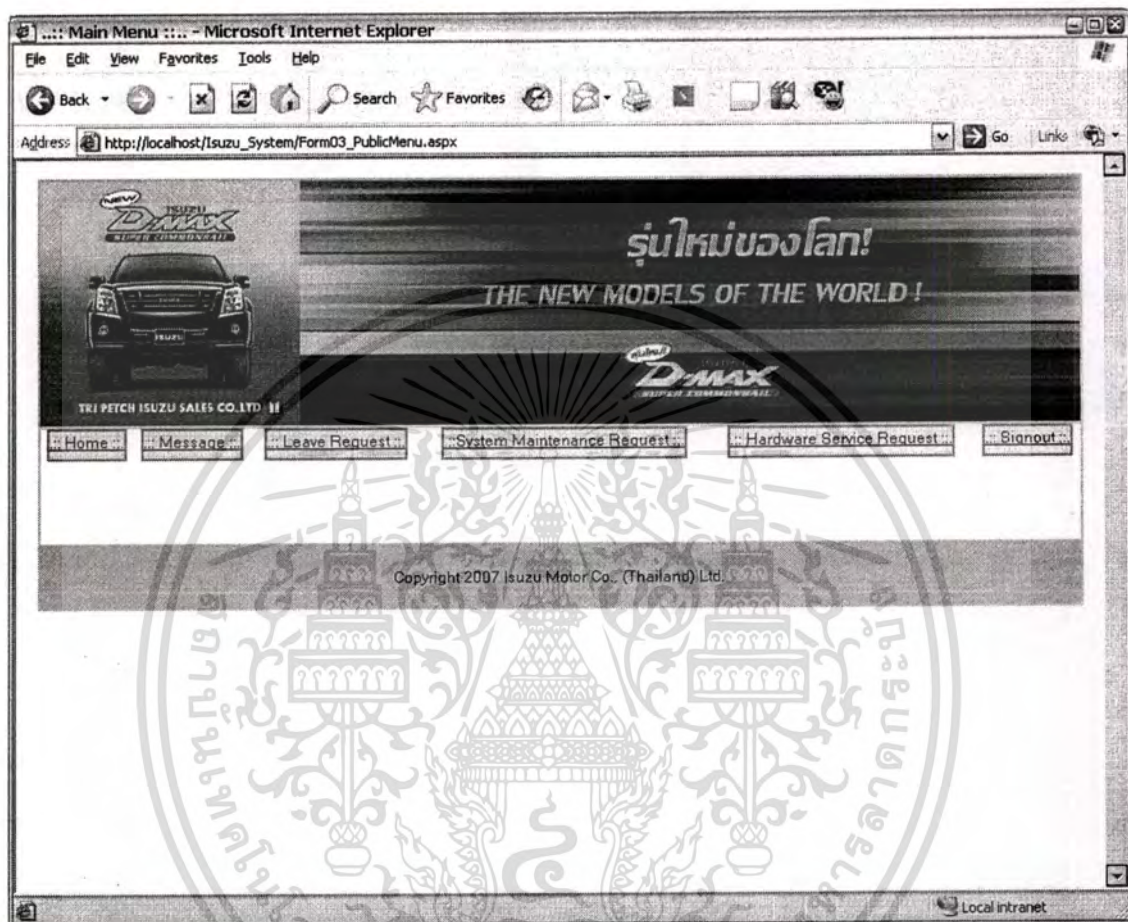 ..:: Main Menu ::... - Microsoft Internet Explorer
File Edit View Favorites Tools Help
Back Search Favorites
Address http://localhost/Isuzu_System/Form03_PublicMenu.aspx Go Links
NEW
ISUZU
D-MAX
SUPER COMMONRAIL
ISUZU
TRI PETCH ISUZU SALES CO.,LTD
รุ่นใหม่ของโลก!
THE NEW MODELS OF THE WORLD !
ISUZU
D-MAX
SUPER COMMONRAIL
:: Home :: :: Message :: :: Leave Request :: ::System Maintenance Request :: :: Hardware Service Request :: :: Signout ::
Copyright 2007 Isuzu Motor Co., (Thailand) Ltd.
Local intranet